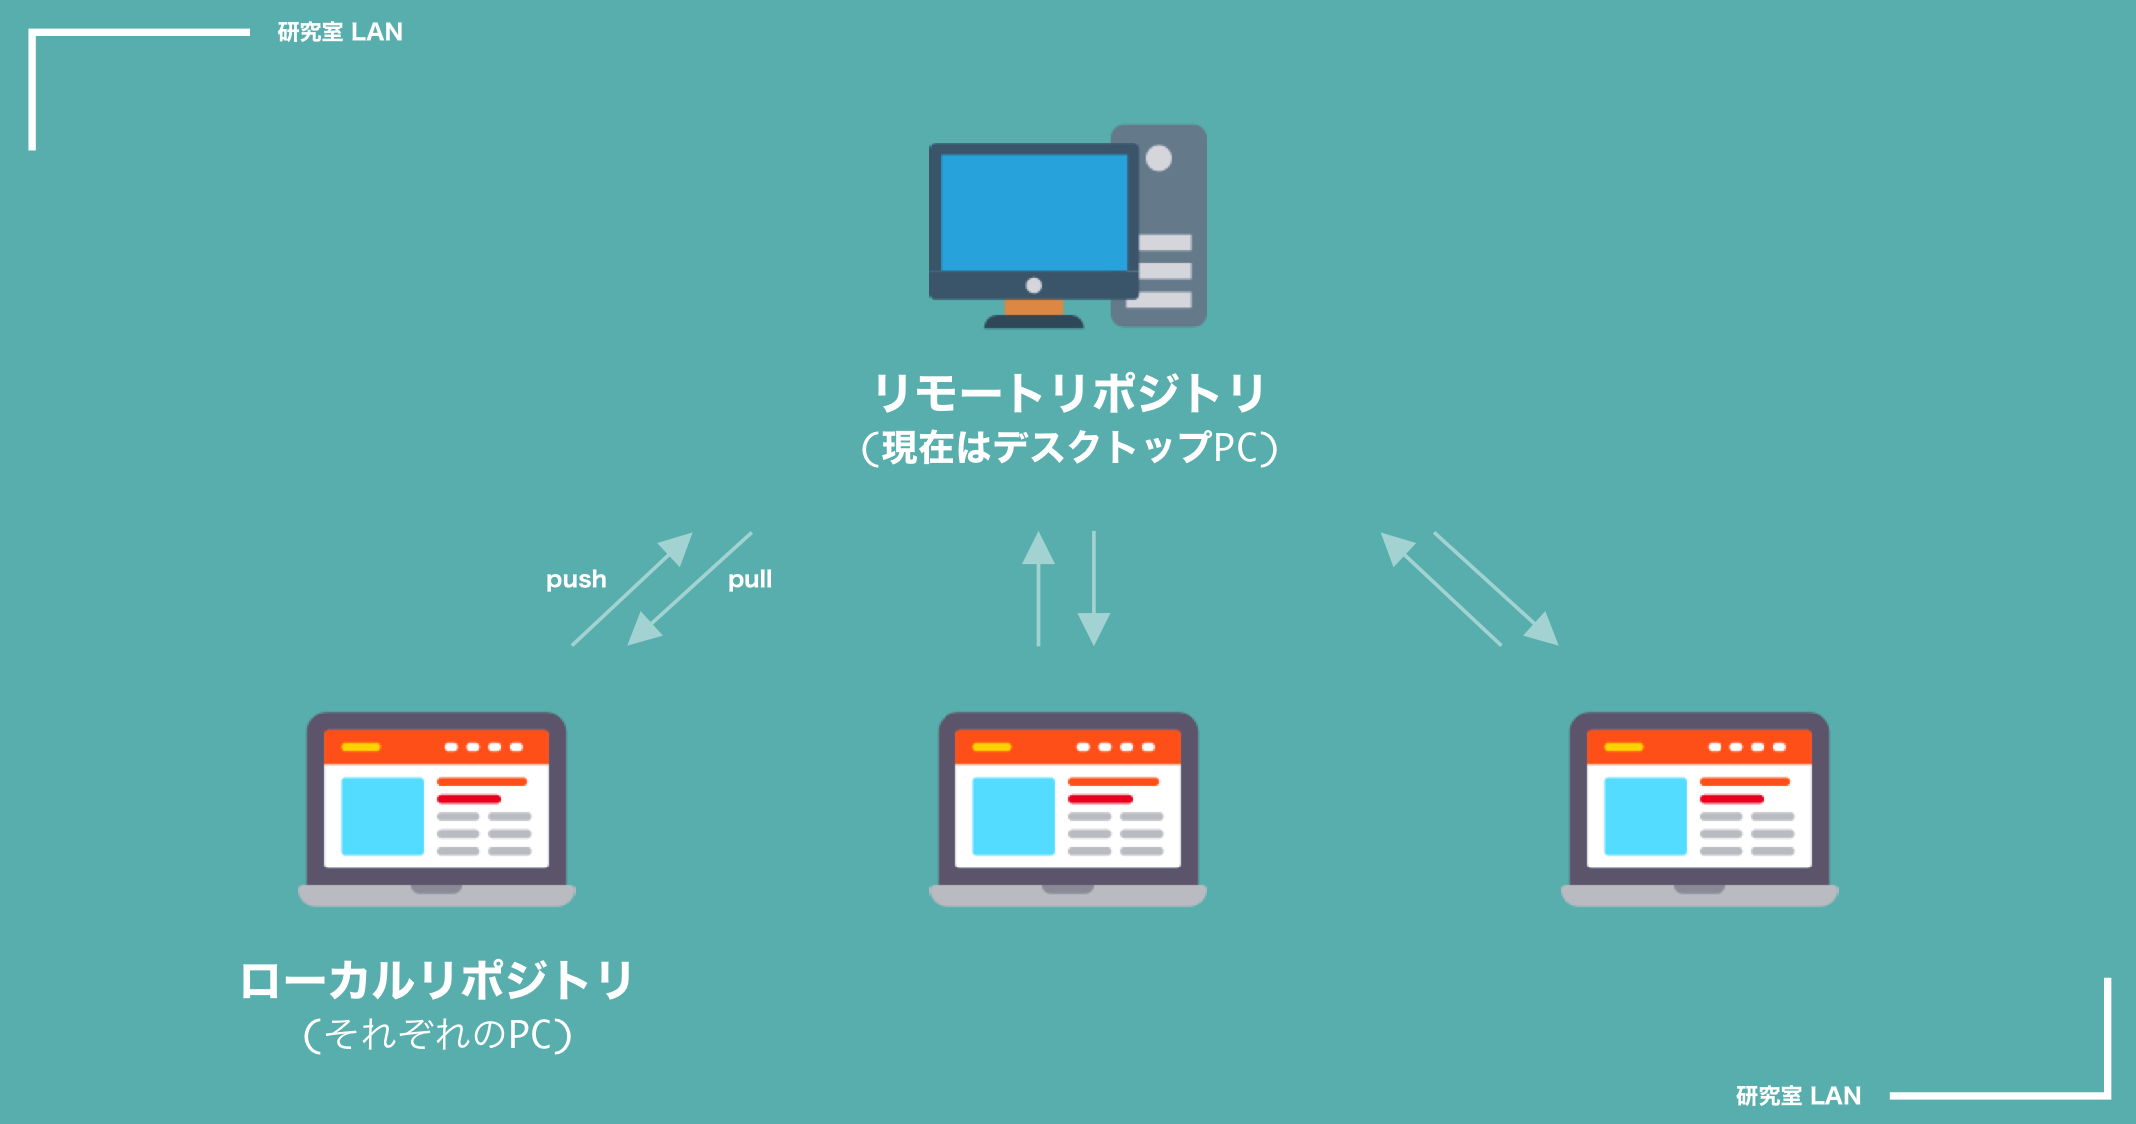 研究室 LAN
リモートリポジトリ
(現在はデスクトップPC)
push
pull
ローカルリポジトリ
(それぞれのPC)
研究室 LAN